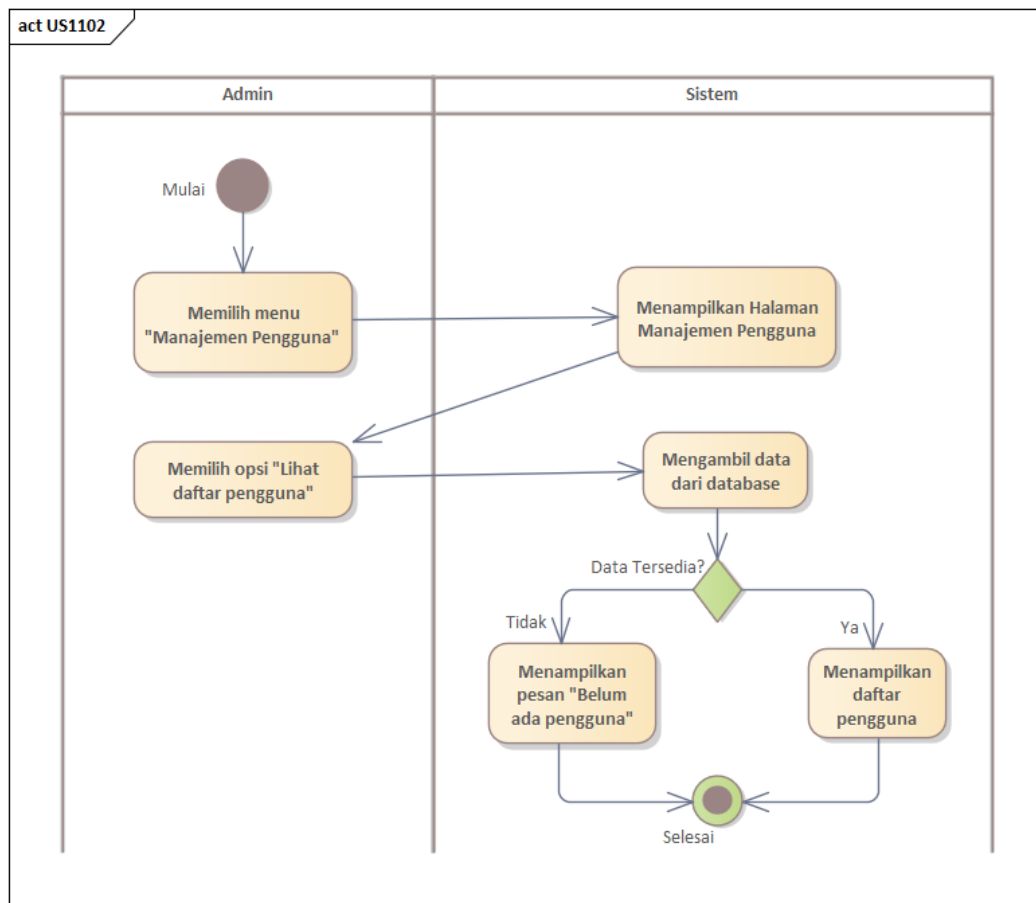 act US1102
Admin
Sistem
Mulai
Memilih menu
"Manajemen Pengguna"
Menampilkan Halaman
Manajemen Pengguna
Memilih opsi "Lihat
daftar pengguna"
Mengambil data
dari database
Data Tersedia?
Tidak
Ya
Menampilkan
pesan "Belum
ada pengguna"
Menampilkan
daftar
pengguna
Selesai